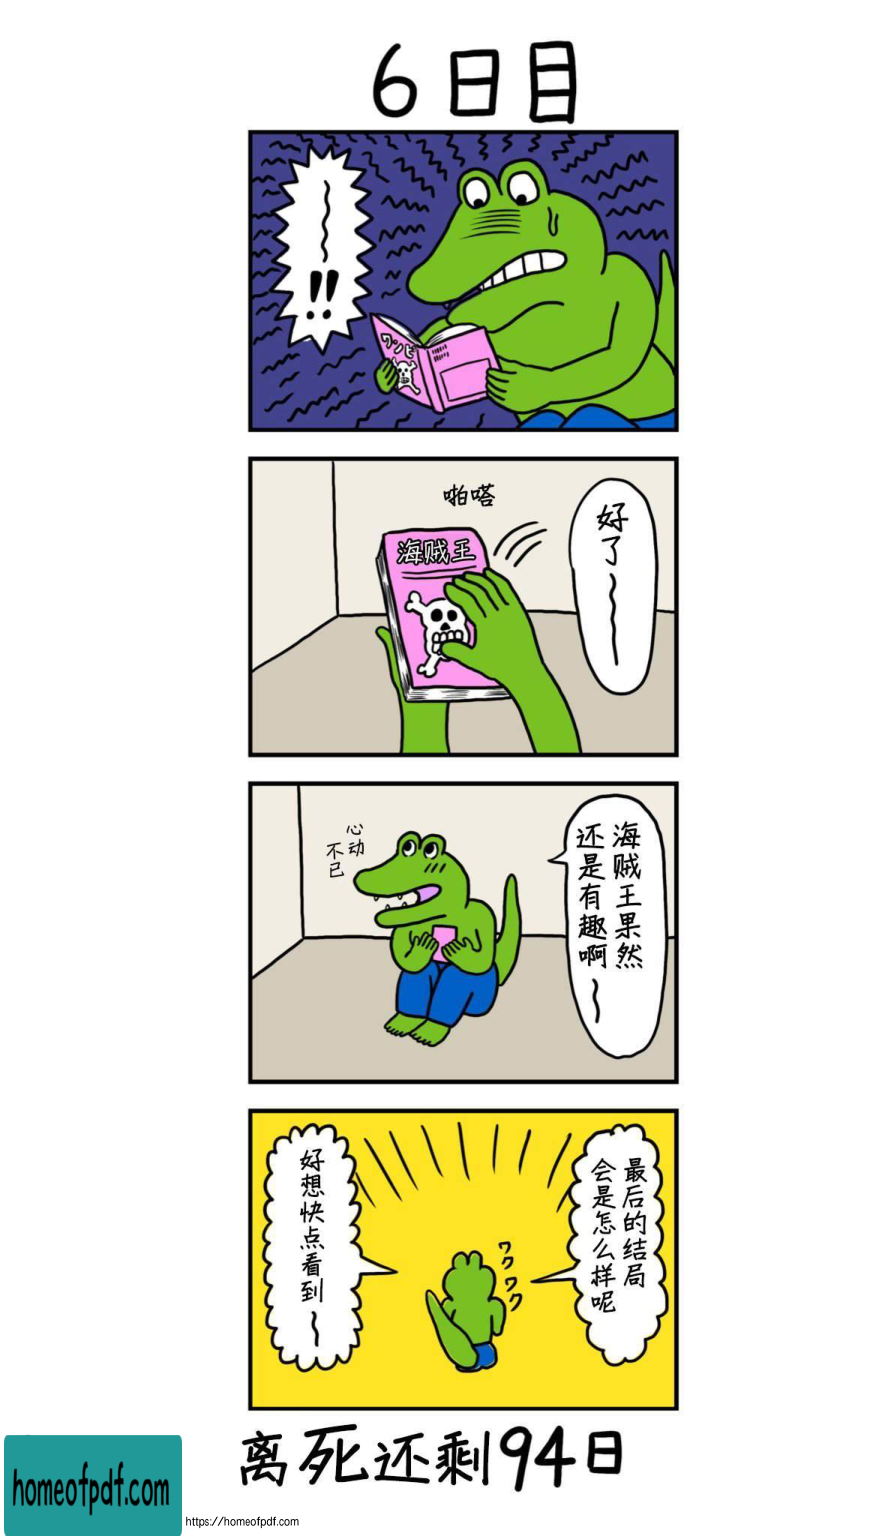 6日目
～!!
ワンピ
啪嗒
好了～
海贼王
海贼王果然
还是有趣啊～
心动
不已
最后的结局
会是怎么样呢
ワクワク
好想快点看到～
离死还剩94日
homeofpdf.com
https://homeofpdf.com